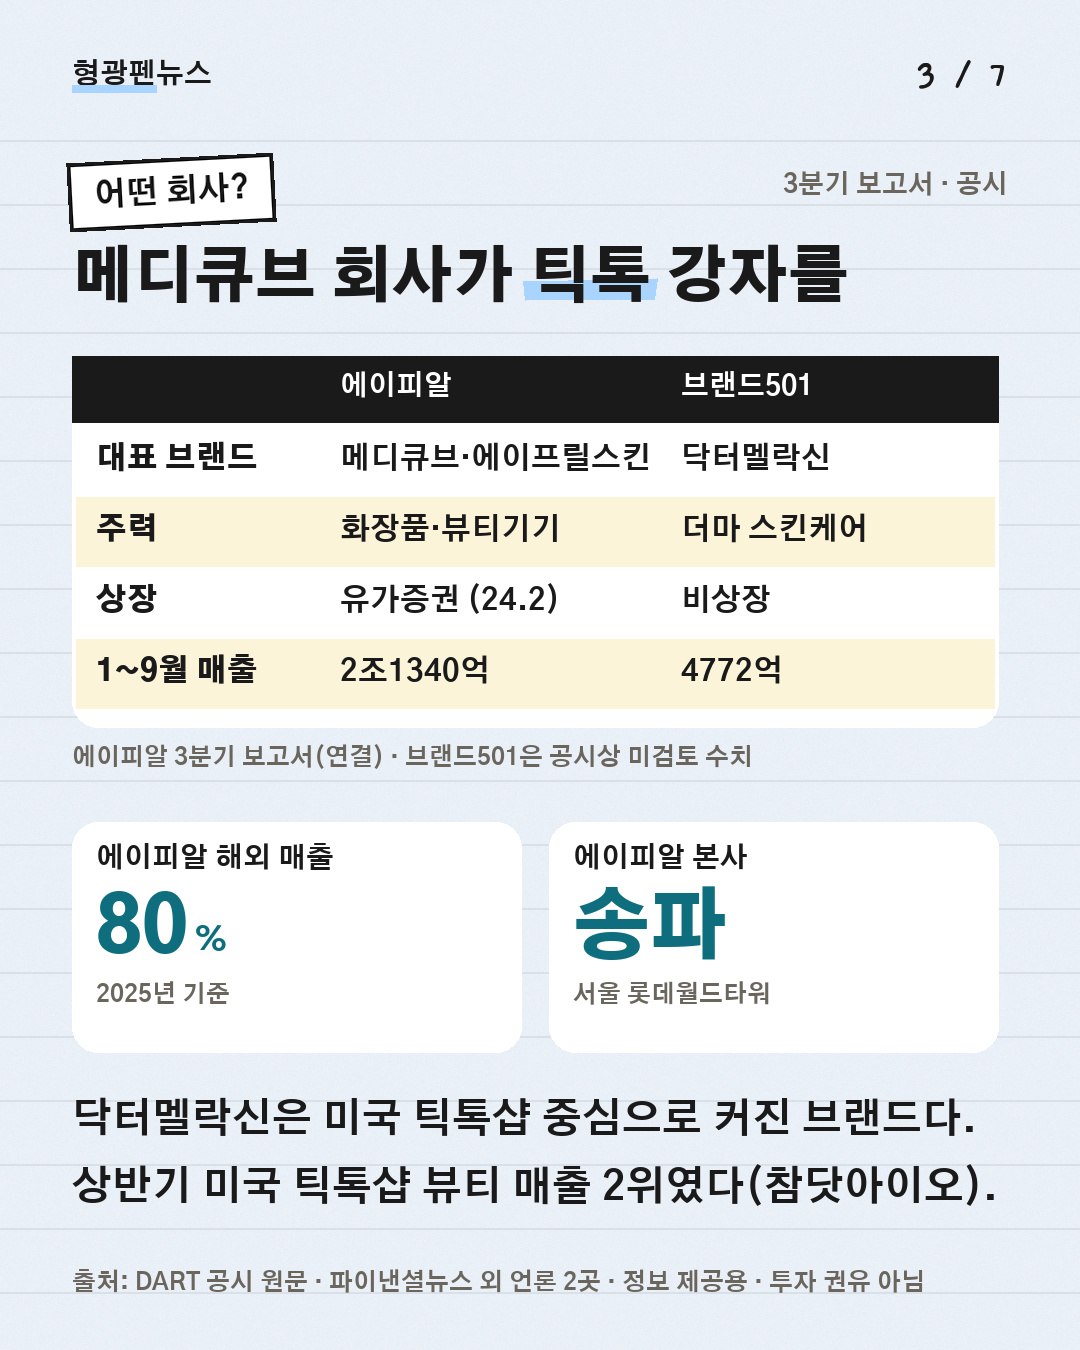 형광펜뉴스
3 / 7
어떤 회사?
3분기 보고서 · 공시
메디큐브 회사가 틱톡 강자를
에이피알 브랜드501
대표 브랜드 메디큐브·에이프릴스킨 닥터멜락신
주력 화장품·뷰티기기 더마 스킨케어
상장 유가증권 (24.2) 비상장
1~9월 매출 2조1340억 4772억
에이피알 3분기 보고서(연결) · 브랜드501은 공시상 미검토 수치
에이피알 해외 매출
80 %
2025년 기준
에이피알 본사
송파
서울 롯데월드타워
닥터멜락신은 미국 틱톡샵 중심으로 커진 브랜드다.
상반기 미국 틱톡샵 뷰티 매출 2위였다(참닷아이오).
출처: DART 공시 원문 · 파이낸셜뉴스 외 언론 2곳 · 정보 제공용 · 투자 권유 아님